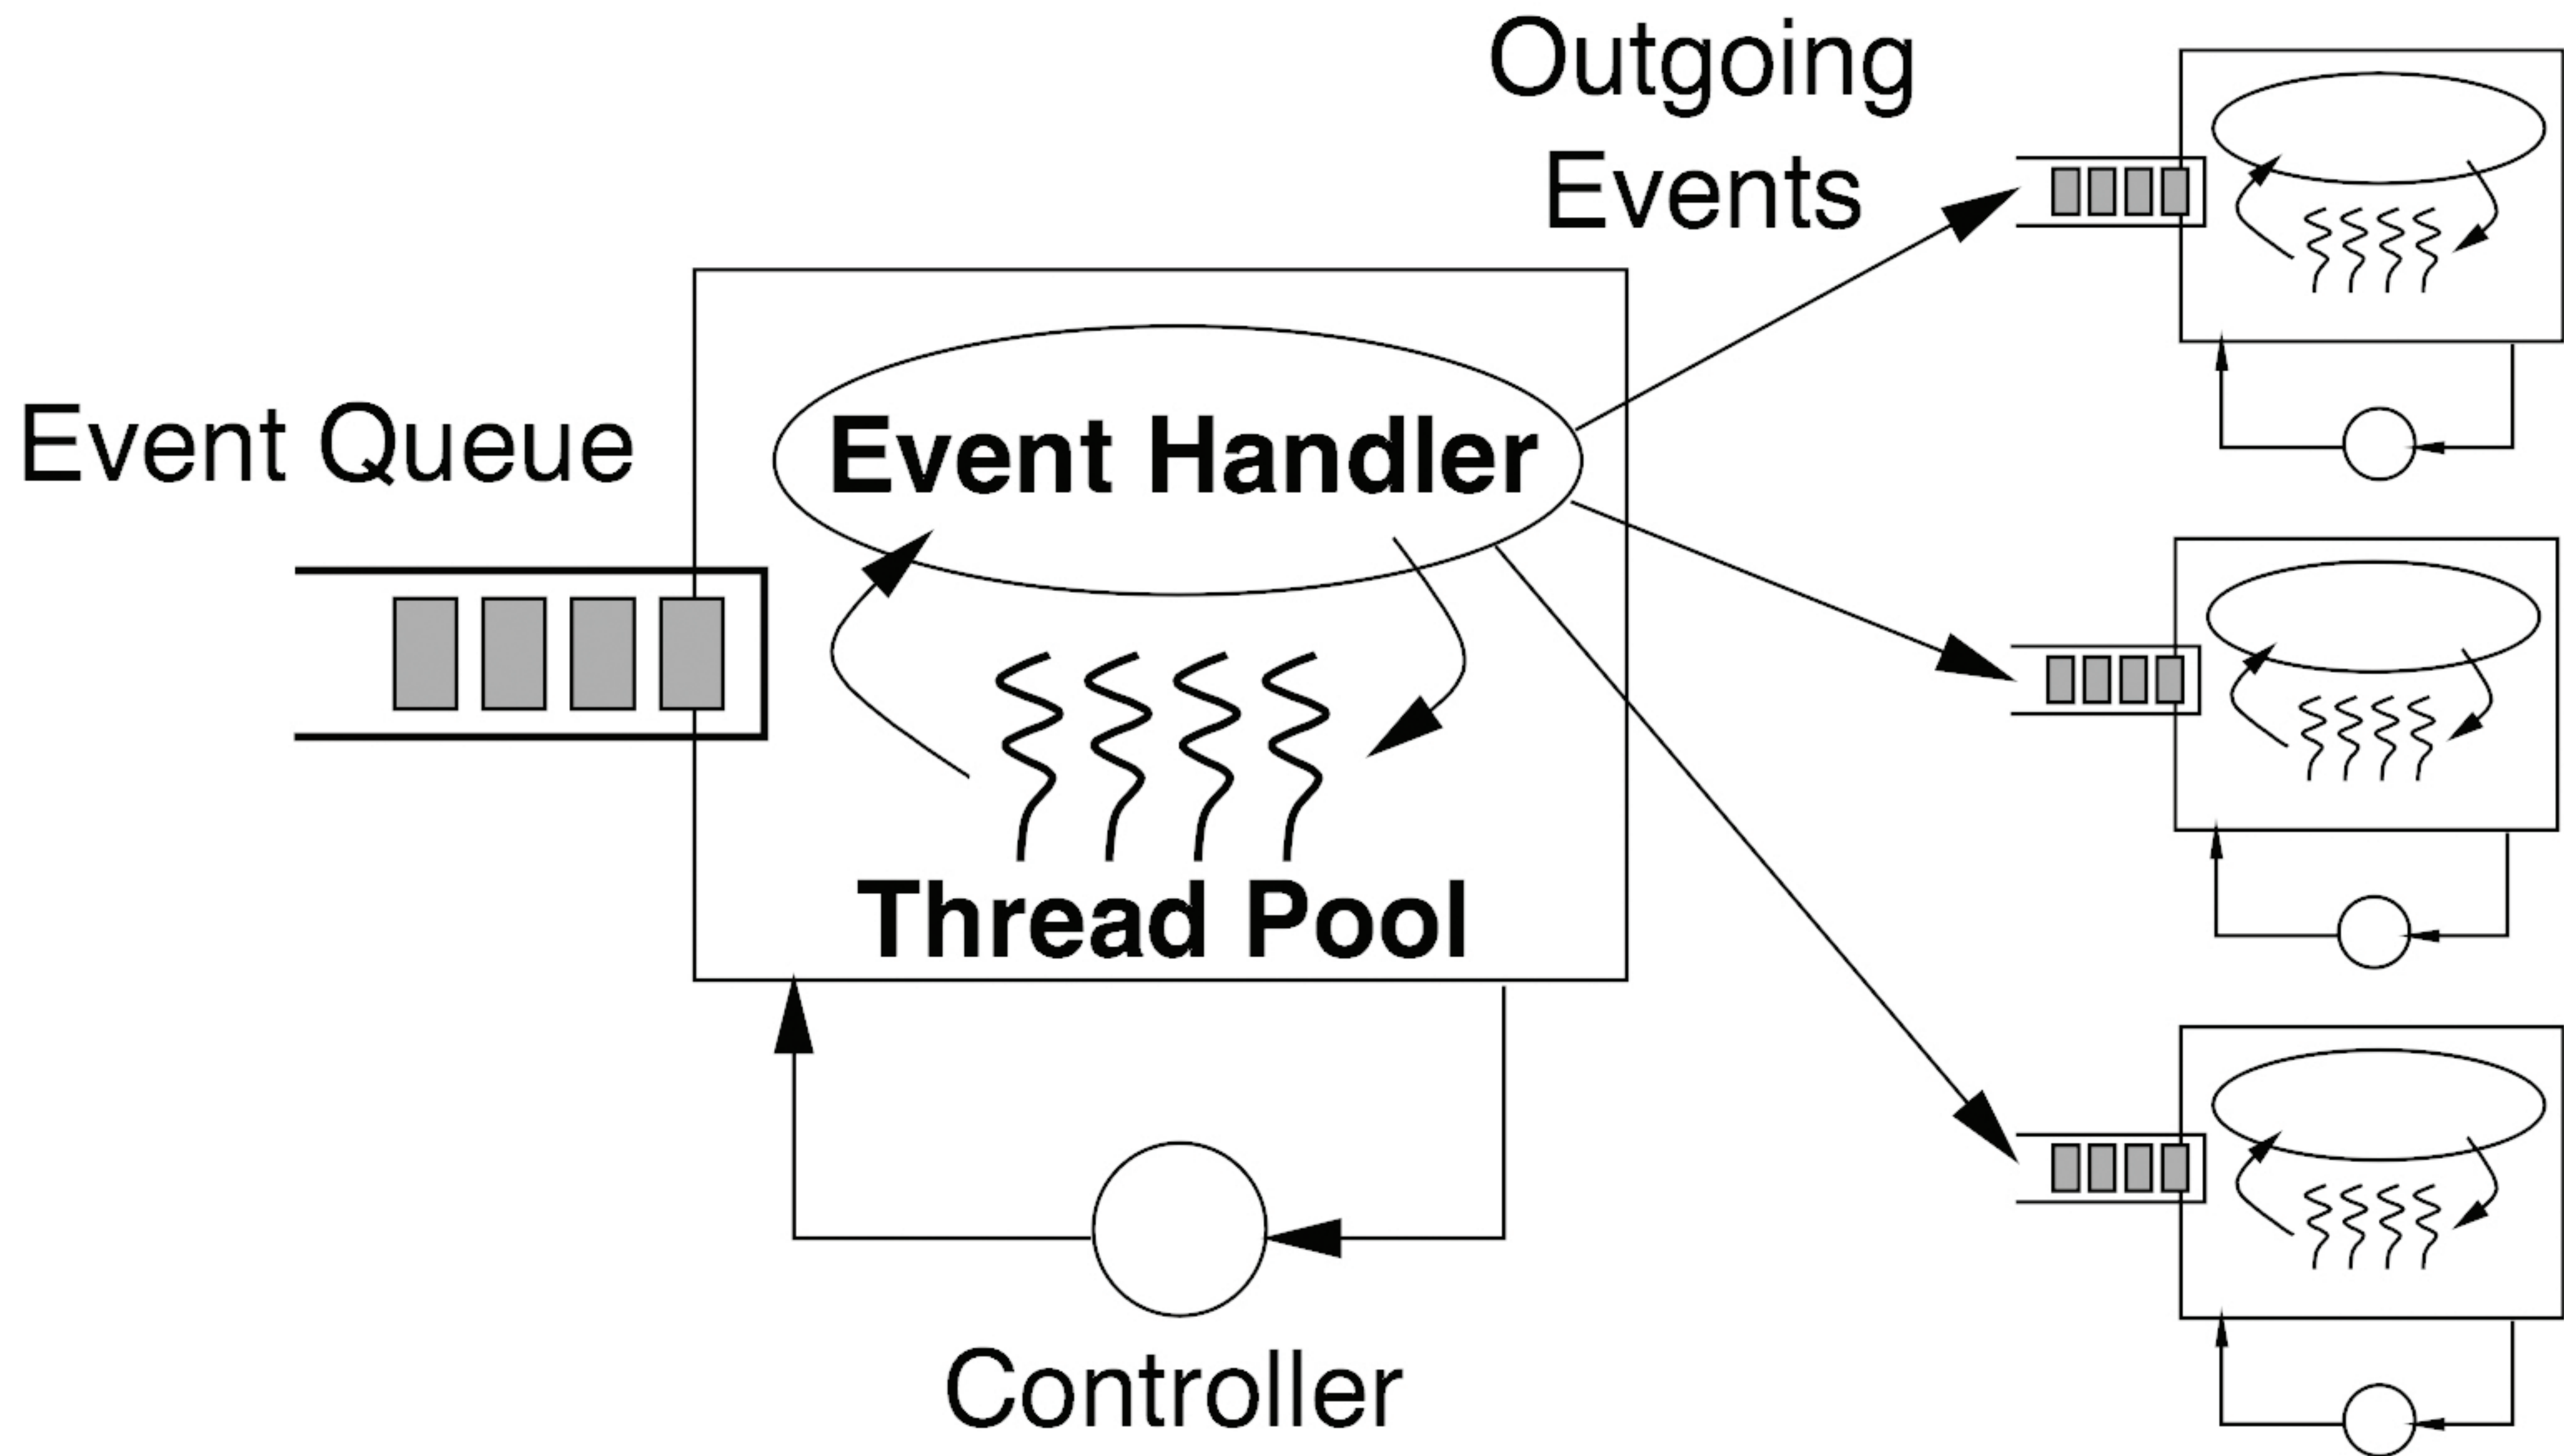 Outgoing
Events
Event Queue
Event Handler
Thread Pool
Controller